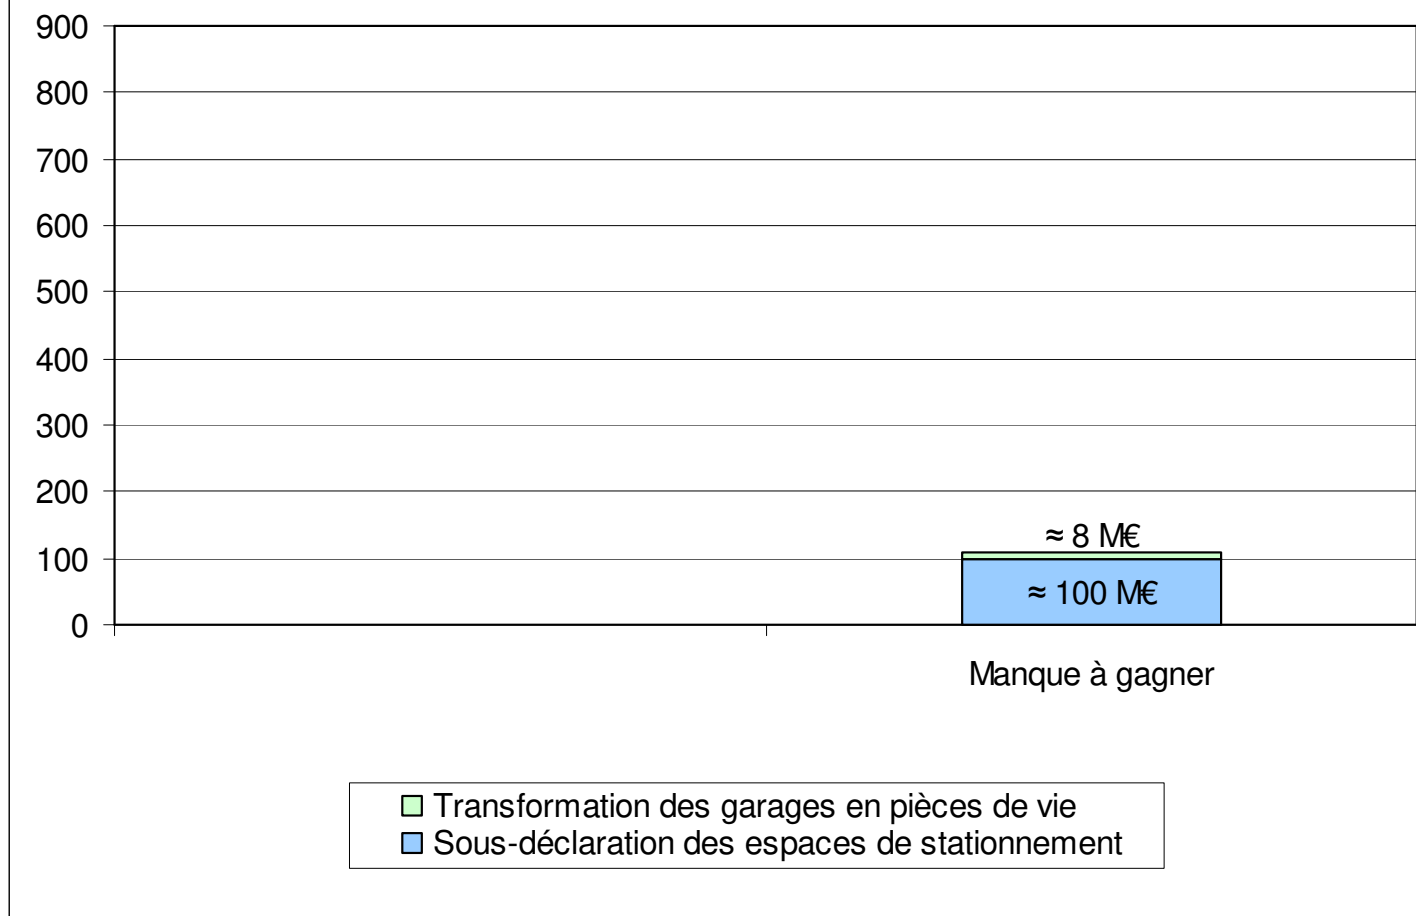 900
800
700
600
500
400
300
200
100
0
≈ 8 M€
≈ 100 M€
Manque à gagner
Transformation des garages en pièces de vie
Sous-déclaration des espaces de stationnement